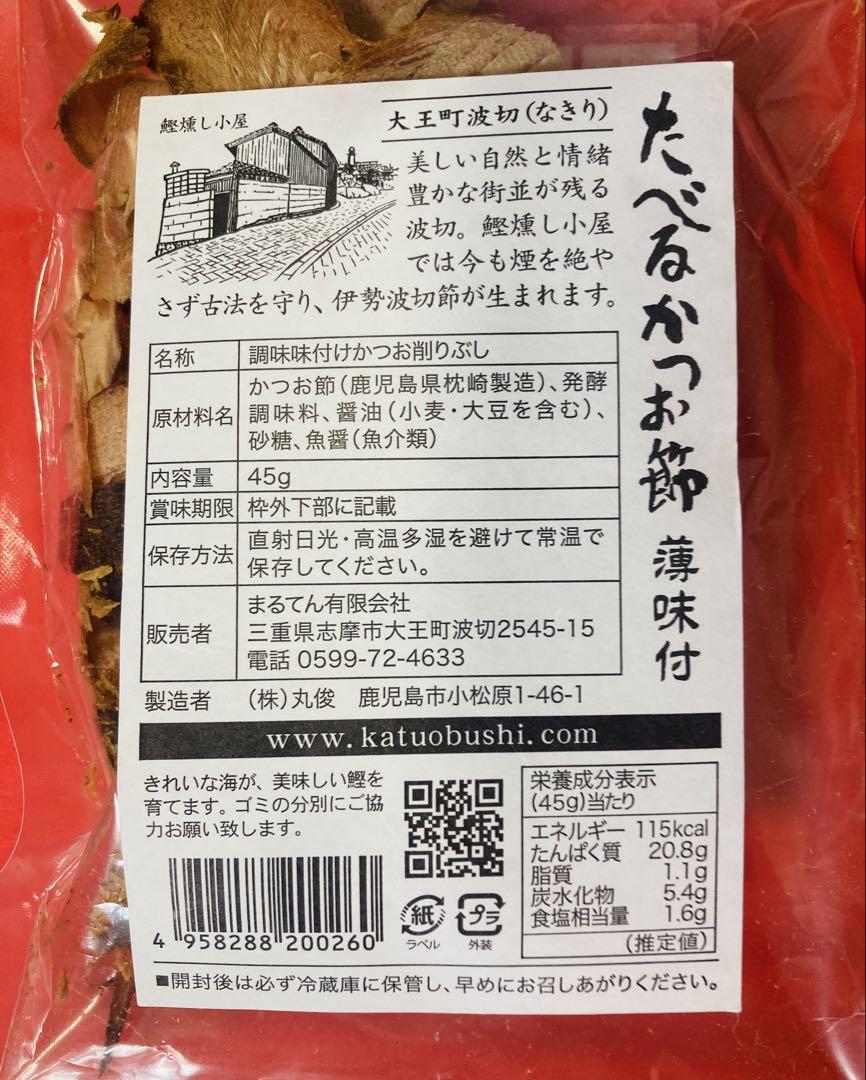 たべるかつお節 薄味付
鰹燻し小屋
大王町波切(なきり)
美しい自然と情緒
豊かな街並が残る
波切。鰹燻し小屋
では今も煙を絶や
さず古法を守り、伊勢波切節が生まれます。
名称 調味味付けかつお削りぶし
原材料名 かつお節(鹿児島県枕崎製造)、発酵
調味料、醤油(小麦・大豆を含む)、
砂糖、魚醤(魚介類)
内容量 45g
賞味期限 枠外下部に記載
保存方法 直射日光・高温多湿を避けて常温で
保存してください。
販売者 まるてん有限会社
三重県志摩市大王町波切2545-15
電話 0599-72-4633
製造者 (株)丸俊 鹿児島市小松原1-46-1
www.katuobushi.com
きれいな海が、美味しい鰹を
育てます。ゴミの分別にご協
力お願い致します。
4 958288 200260
紙
ラベル
プラ
外装
栄養成分表示
(45g)当たり
エネルギー 115kcal
たんぱく質 20.8g
脂質 1.1g
炭水化物 5.4g
食塩相当量 1.6g
(推定値)
■開封後は必ず冷蔵庫に保管し、早めにお召しあがりください。